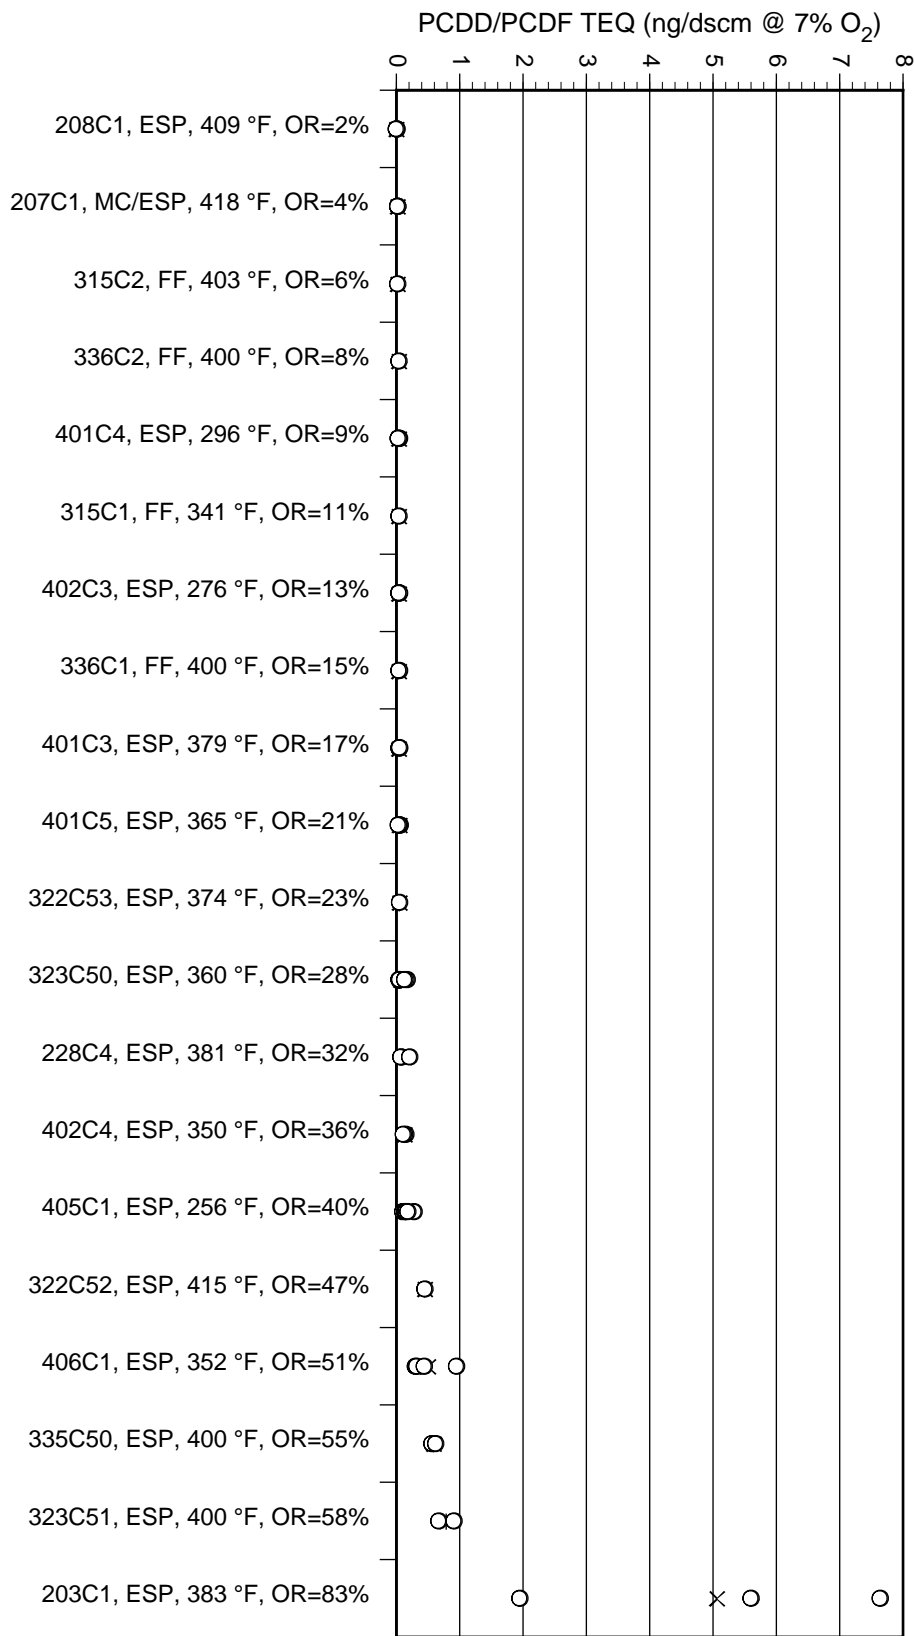 PCDD/PCDF TEQ (ng/dscm @ 7% O2)
0 1 2 3 4 5 6 7 8
208C1, ESP, 409 °F, OR=2%
207C1, MC/ESP, 418 °F, OR=4%
315C2, FF, 403 °F, OR=6%
336C2, FF, 400 °F, OR=8%
401C4, ESP, 296 °F, OR=9%
315C1, FF, 341 °F, OR=11%
402C3, ESP, 276 °F, OR=13%
336C1, FF, 400 °F, OR=15%
401C3, ESP, 379 °F, OR=17%
401C5, ESP, 365 °F, OR=21%
322C53, ESP, 374 °F, OR=23%
323C50, ESP, 360 °F, OR=28%
228C4, ESP, 381 °F, OR=32%
402C4, ESP, 350 °F, OR=36%
405C1, ESP, 256 °F, OR=40%
322C52, ESP, 415 °F, OR=47%
406C1, ESP, 352 °F, OR=51%
335C50, ESP, 400 °F, OR=55%
323C51, ESP, 400 °F, OR=58%
203C1, ESP, 383 °F, OR=83%